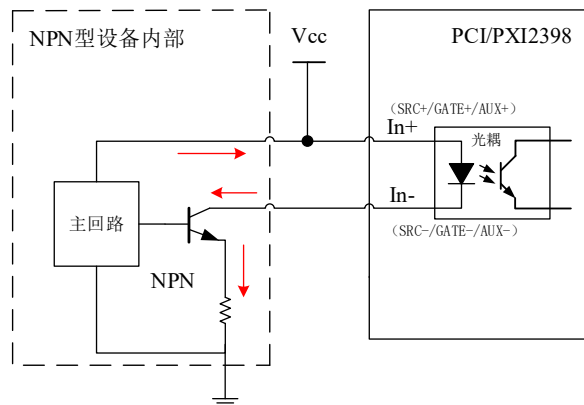 NPN型设备内部
Vcc
PCI/PXI2398
（SRC+/GATE+/AUX+）
In+
光耦
主回路
In-
（SRC-/GATE-/AUX-）
NPN